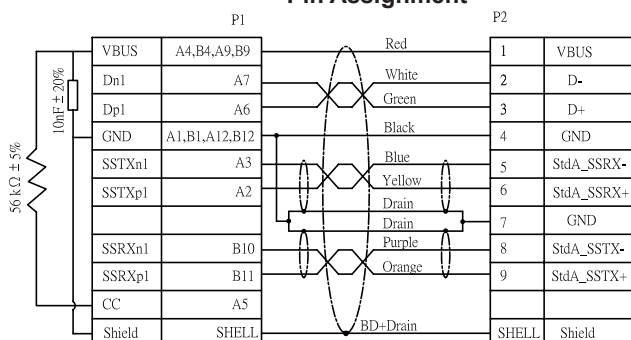 Pin Assignment
P1 P2
VBUS A4,B4,A9,B9 Red 1 VBUS
Dn1 A7 White 2 D-
Dp1 A6 Green 3 D+
GND A1,B1,A12,B12 Black 4 GND
SSTXn1 A3 Blue 5 StdA_SSRX-
SSTXp1 A2 Yellow 6 StdA_SSRX+
Drain
Drain 7 GND
SSRXn1 B10 Purple 8 StdA_SSTX-
SSRXp1 B11 Orange 9 StdA_SSTX+
CC A5
Shield SHELL BD+Drain SHELL Shield
10nF ± 20%
56 kΩ ± 5%